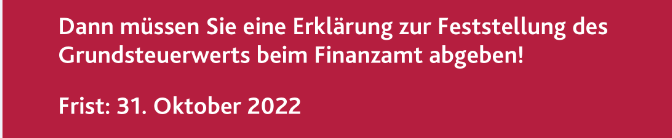 Dann müssen Sie eine Erklärung zur Feststellung des
Grundsteuerwerts beim Finanzamt abgeben!
Frist: 31. Oktober 2022